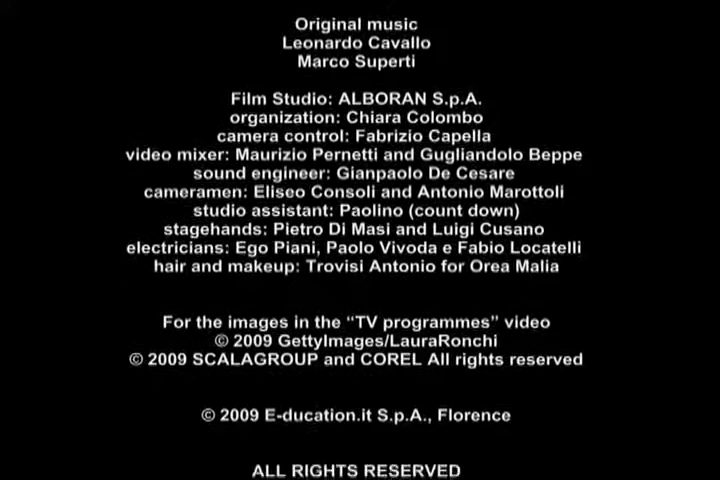 Original music
Leonardo Cavallo
Marco Superti
Film Studio: ALBORAN S.p.A.
organization: Chiara Colombo
camera control: Fabrizio Capella
video mixer: Maurizio Pernetti and Gugliandolo Beppe
sound engineer: Gianpaolo De Cesare
cameramen: Eliseo Consoli and Antonio Marottoli
studio assistant: Paolino (count down)
stagehands: Pietro Di Masi and Luigi Cusano
electricians: Ego Piani, Paolo Vivoda e Fabio Locatelli
hair and makeup: Trovisi Antonio for Orea Malia
For the images in the “TV programmes” video
© 2009 GettyImages/LauraRonchi
© 2009 SCALAGROUP and COREL All rights reserved
© 2009 E-ducation.it S.p.A., Florence
ALL RIGHTS RESERVED